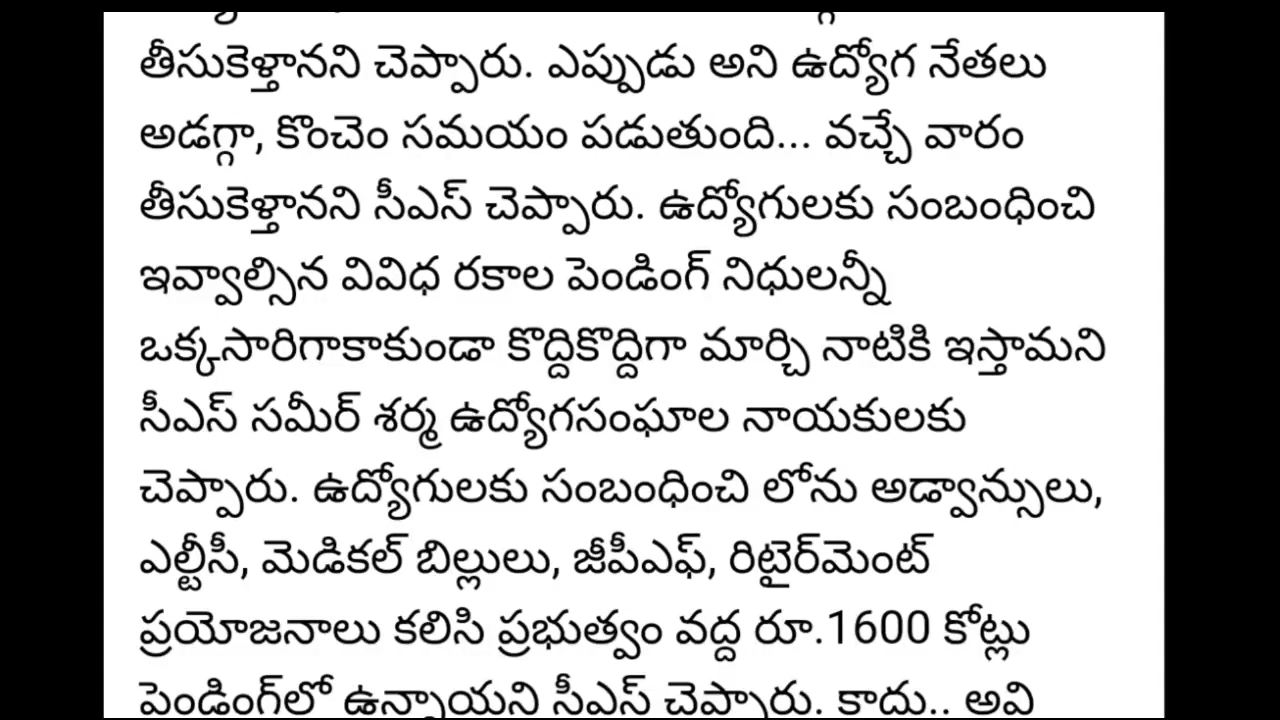 తీసుకెళ్తానని చెప్పారు. ఎప్పుడు అని ఉద్యోగ నేతలు
అడగ్గా, కొంచెం సమయం పడుతుంది... వచ్చే వారం
తీసుకెళ్తానని సీఎస్ చెప్పారు. ఉద్యోగులకు సంబంధించి
ఇవ్వాల్సిన వివిధ రకాల పెండింగ్ నిధులన్నీ
ఒక్కసారిగాకాకుండా కొద్దికొద్దిగా మార్చి నాటికి ఇస్తామని
సీఎస్ సమీర్ శర్మ ఉద్యోగసంఘాల నాయకులకు
చెప్పారు. ఉద్యోగులకు సంబంధించి లోను అడ్వాన్సులు,
ఎల్టీసీ, మెడికల్ బిల్లులు, జీపీఎఫ్, రిటైర్‌మెంట్
ప్రయోజనాలు కలిసి ప్రభుత్వం వద్ద రూ.1600 కోట్లు
పెండింగ్‌లో ఉన్నాయని సీఎస్ చెప్పారు. కాదు.. అవి